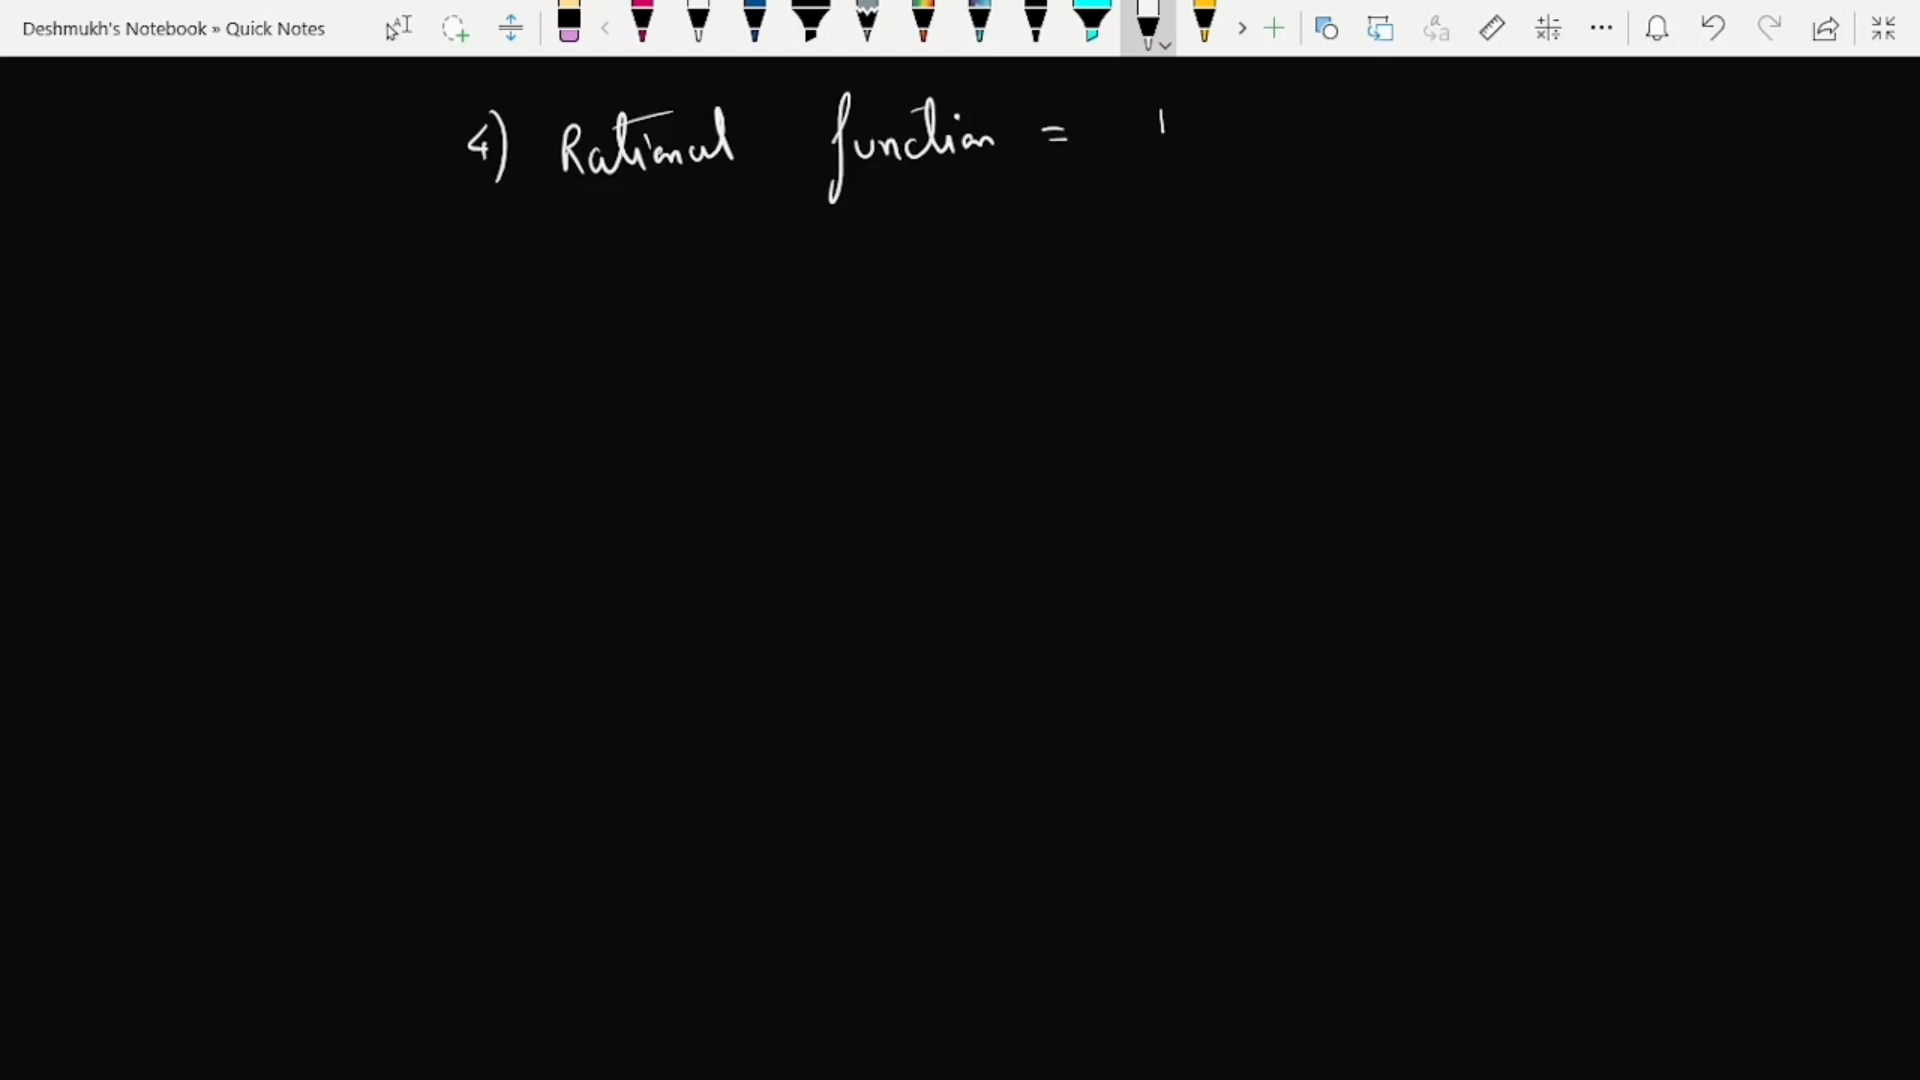 Deshmukh's Notebook » Quick Notes
4) Rational function =